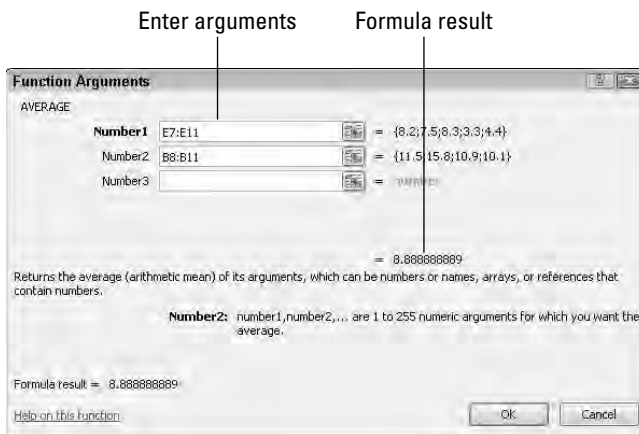 Enter arguments Formula result
Function Arguments
AVERAGE
Number1 E7:E11 = {8.2;7.5;8.3;3.3;4.4}
Number2 B8:B11 = {11.5;15.8;10.9;10.1}
Number3 = number
= 8.888888889
Returns the average (arithmetic mean) of its arguments, which can be numbers or names, arrays, or references that
contain numbers.
Number2: number1,number2,... are 1 to 255 numeric arguments for which you want the
average.
Formula result = 8.888888889
Help on this function OK Cancel